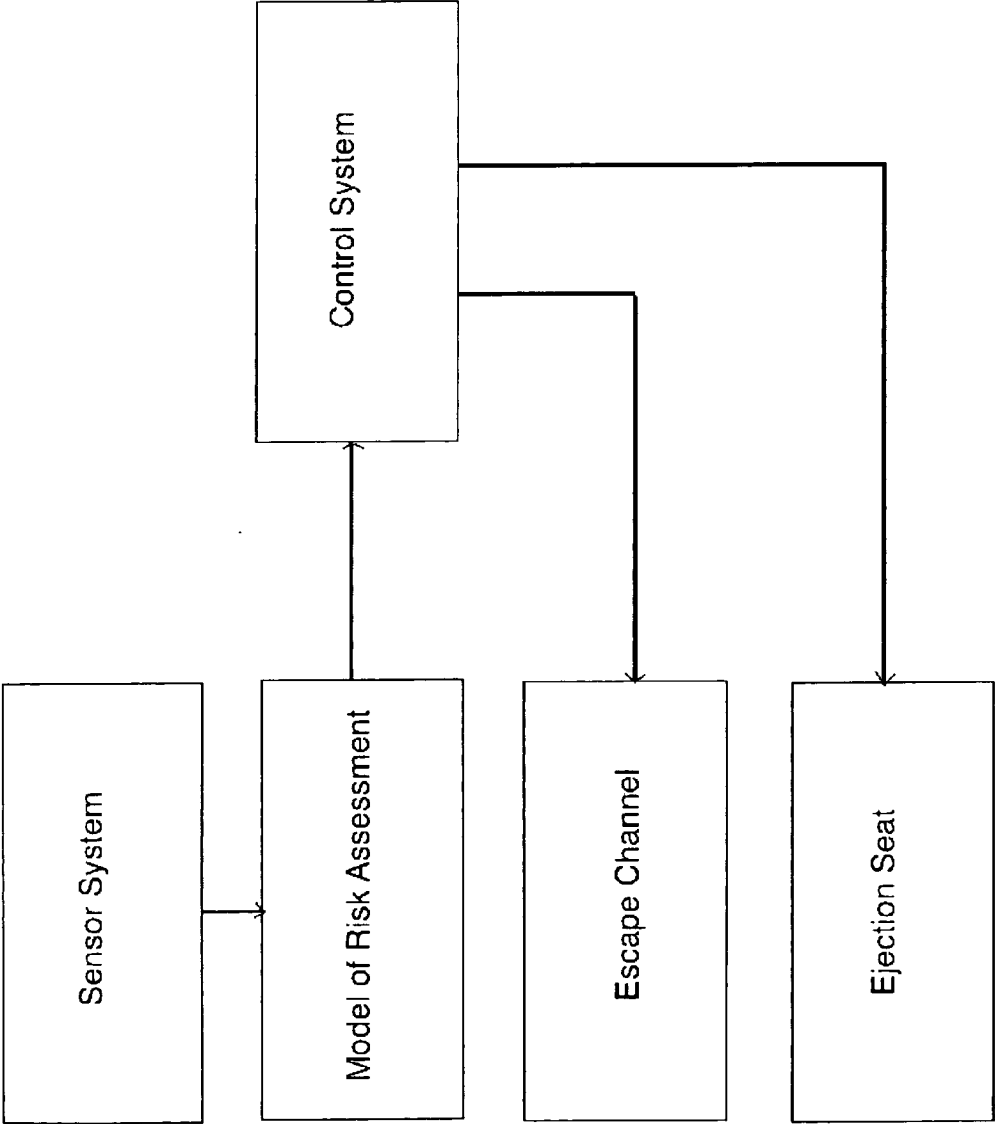 Sensor System
Model of Risk Assessment
Control System
Escape Channel
Ejection Seat